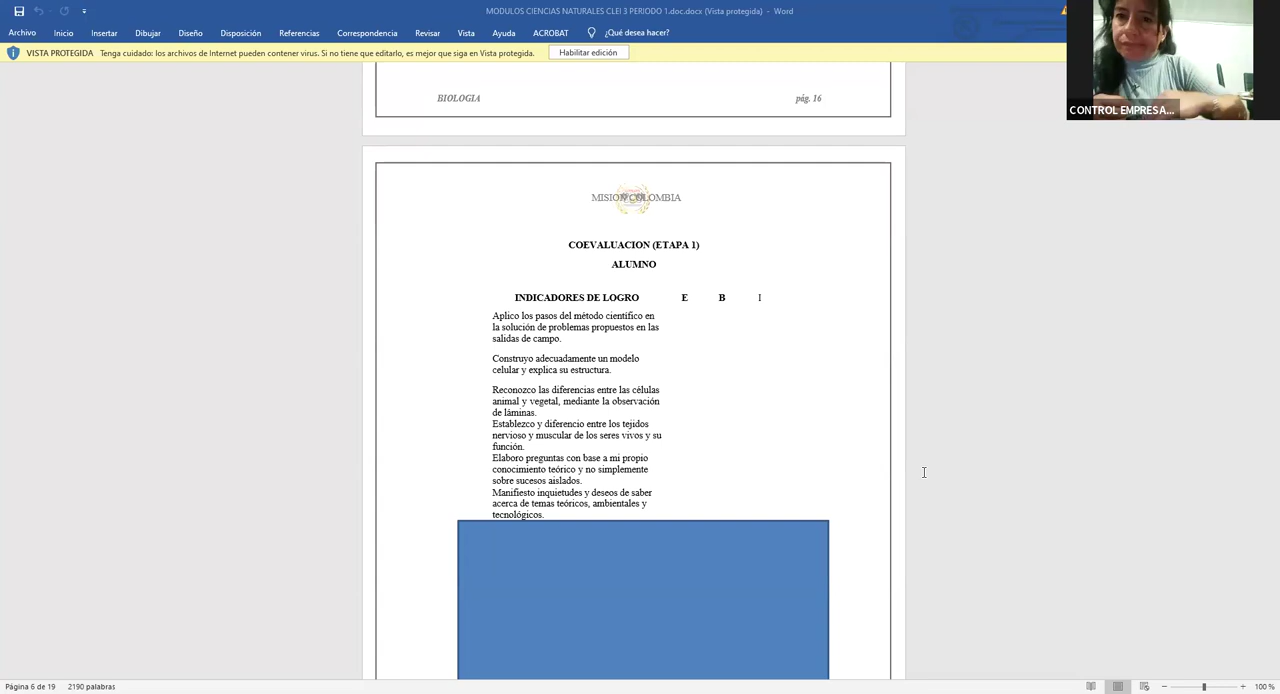 MODULOS CIENCIAS NATURALES CLEI 3 PERIODO 1.doc.docx (Vista protegida) - Word
Archivo Inicio Insertar Dibujar Diseño Disposición Referencias Correspondencia Revisar Vista Ayuda ACROBAT ¿Qué desea hacer?
VISTA PROTEGIDA Tenga cuidado: los archivos de Internet pueden contener virus. Si no tiene que editarlo, es mejor que siga en Vista protegida. Habilitar edición
CONTROL EMPRESA...
BIOLOGIA pág. 16
MISION COLOMBIA
COEVALUACION (ETAPA 1)
ALUMNO
INDICADORES DE LOGRO E B I
Aplico los pasos del método científico en
la solución de problemas propuestos en las
salidas de campo.
Construyo adecuadamente un modelo
celular y explica su estructura.
Reconozco las diferencias entre las células
animal y vegetal, mediante la observación
de láminas.
Establezco y diferencio entre los tejidos
nervioso y muscular de los seres vivos y su
función.
Elaboro preguntas con base a mi propio
conocimiento teórico y no simplemente
sobre sucesos aislados.
Manifiesto inquietudes y deseos de saber
acerca de temas teóricos, ambientales y
tecnológicos.
Página 6 de 19 2190 palabras 100 %